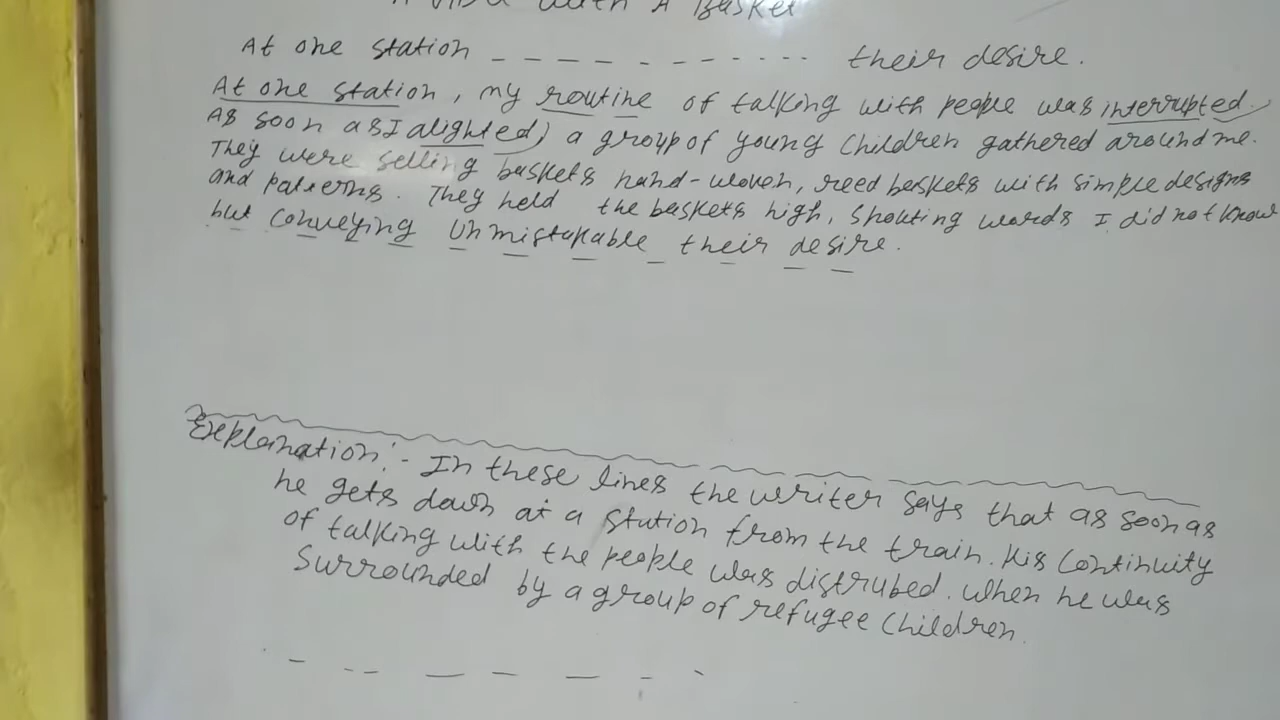 With A Basket
At one station - - - - - - - - - - - - their desire.
At one station, my routine of talking with people was interrupted.
As soon as I alighted, a group of young children gathered around me.
They were selling baskets hand-woven, reed baskets with simple designs
and paterns. They held the baskets high, shouting words I did not know
but conveying unmistakable their desire.
Explanation:- In these lines the writer says that as soon as
he gets down at a station from the train. his continuity
of talking with the people was distrubed. when he was
surrounded by a group of refugee children.